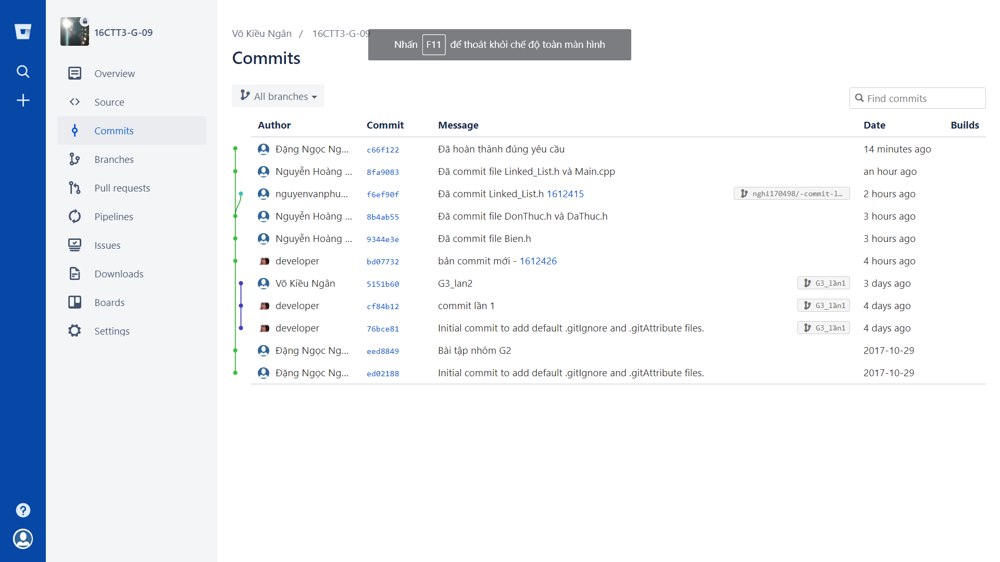 16CTT3-G-09
Overview
Source
Commits
Branches
Pull requests
Pipelines
Issues
Downloads
Boards
Settings
Võ Kiều Ngân / 16CTT3-G-09
Nhấn F11 để thoát khỏi chế độ toàn màn hình
Commits
All branches
Find commits
Author Commit Message Date Builds
Đặng Ngọc Ng... c66f122 Đã hoàn thành đúng yêu cầu 14 minutes ago
Nguyễn Hoàng ... 8fa9083 Đã commit file Linked_List.h và Main.cpp an hour ago
nguyenvanphu... f6ef90f Đã commit Linked_List.h 1612415 nghi170498/-commit-l... 2 hours ago
Nguyễn Hoàng ... 8b4ab55 Đã commit file DonThuc.h và DaThuc.h 3 hours ago
Nguyễn Hoàng ... 9344e3e Đã commit file Bien.h 3 hours ago
developer bd07732 bản commit mới - 1612426 4 hours ago
Võ Kiều Ngân 5151b60 G3_lan2 G3_lần1 3 days ago
developer cf84b12 commit lần 1 G3_lần1 4 days ago
developer 76bce81 Initial commit to add default .gitIgnore and .gitAttribute files. G3_lần1 4 days ago
Đặng Ngọc Ng... eed8849 Bài tập nhóm G2 2017-10-29
Đặng Ngọc Ng... ed02188 Initial commit to add default .gitIgnore and .gitAttribute files. 2017-10-29